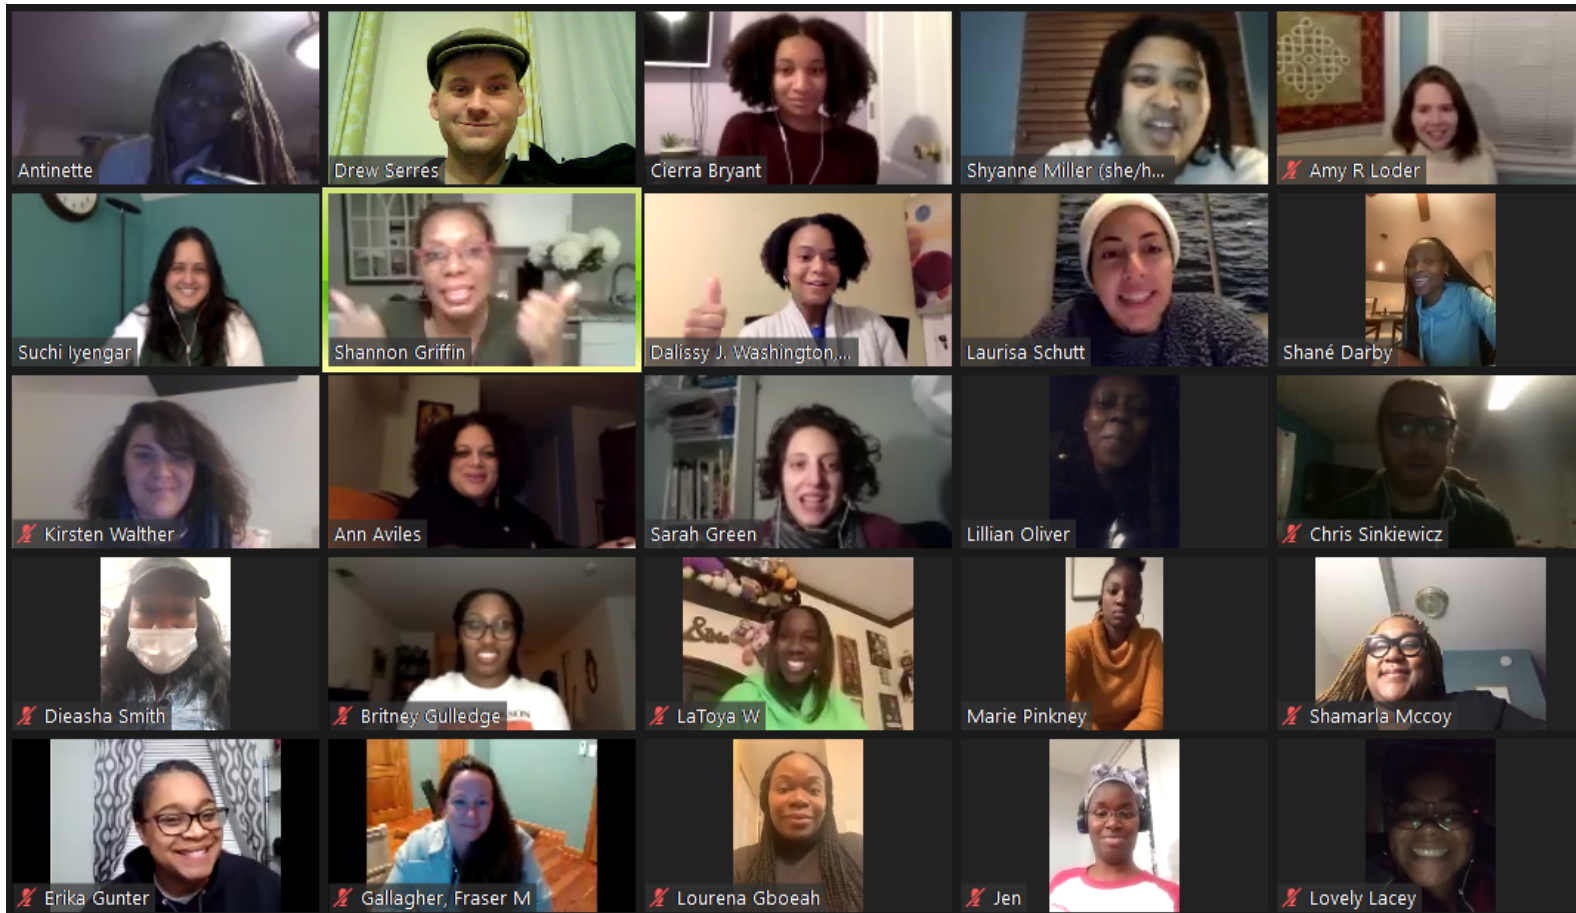 Antinette
Drew Serres
Cierra Bryant
Shyanne Miller (she/h...
Amy R Loder
Suchi Iyengar
Shannon Griffin
Dalissy J. Washington,...
Laurisa Schutt
Shané Darby
Kirsten Walther
Ann Aviles
Sarah Green
Lillian Oliver
Chris Sinkiewicz
Dieasha Smith
Britney Gulledge
LaToya W
Marie Pinkney
Shamarla Mccoy
Erika Gunter
Gallagher, Fraser M
Lourena Gboeah
Jen
Lovely Lacey